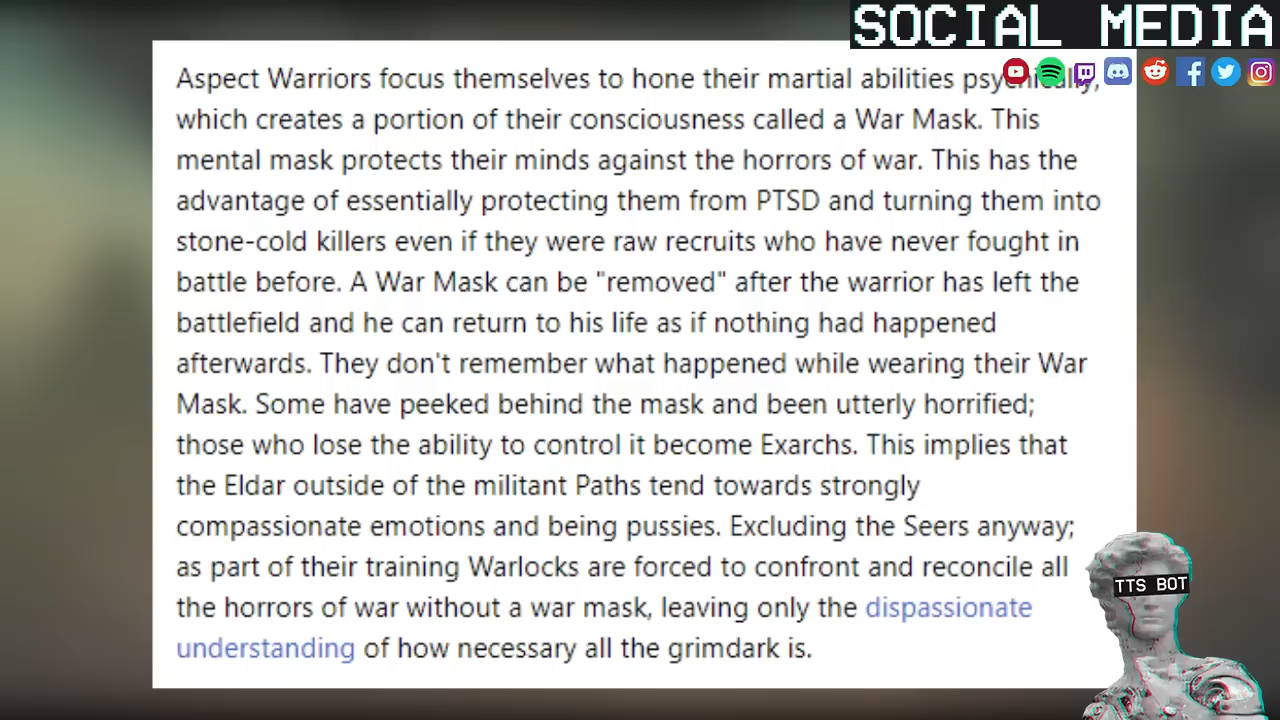 SOCIAL MEDIA
Aspect Warriors focus themselves to hone their martial abilities psychically,
which creates a portion of their consciousness called a War Mask. This
mental mask protects their minds against the horrors of war. This has the
advantage of essentially protecting them from PTSD and turning them into
stone-cold killers even if they were raw recruits who have never fought in
battle before. A War Mask can be "removed" after the warrior has left the
battlefield and he can return to his life as if nothing had happened
afterwards. They don't remember what happened while wearing their War
Mask. Some have peeked behind the mask and been utterly horrified;
those who lose the ability to control it become Exarchs. This implies that
the Eldar outside of the militant Paths tend towards strongly
compassionate emotions and being pussies. Excluding the Seers anyway;
as part of their training Warlocks are forced to confront and reconcile all
the horrors of war without a war mask, leaving only the dispassionate
understanding of how necessary all the grimdark is.
TTS BOT